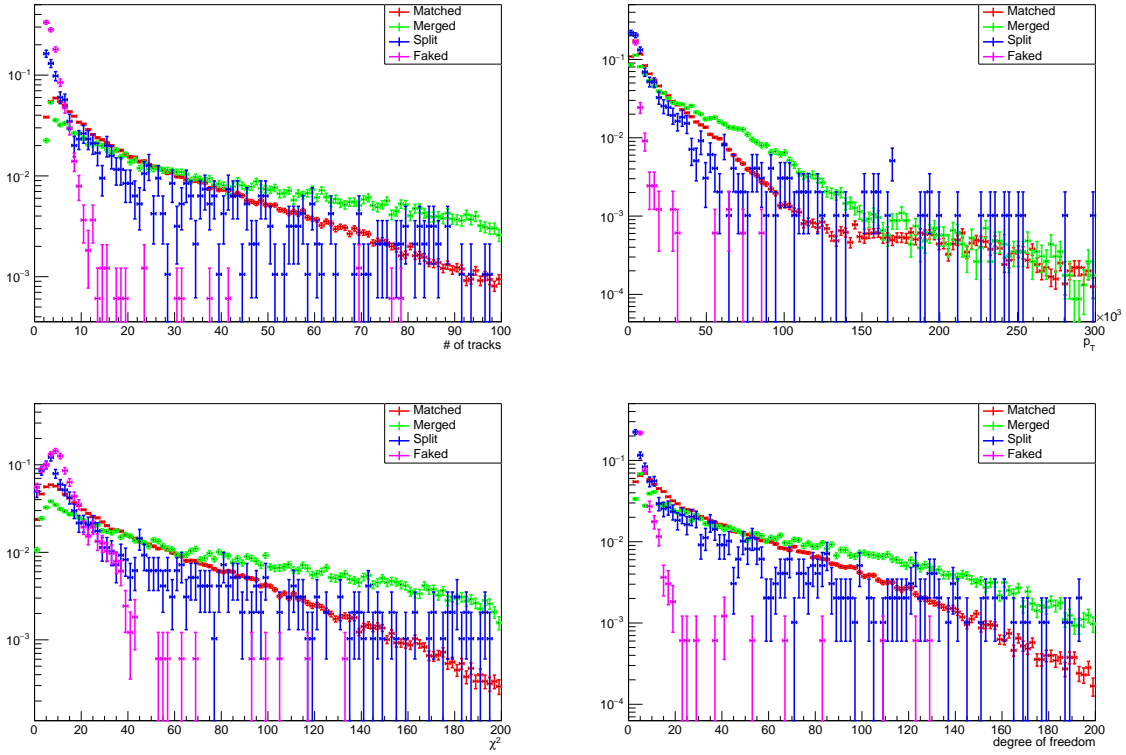 Matched
Merged
Split
Faked
10⁻¹
10⁻²
10⁻³
0 10 20 30 40 50 60 70 80 90 100
# of tracks
Matched
Merged
Split
Faked
10⁻¹
10⁻²
10⁻³
10⁻⁴
0 50 100 150 200 250 300
×10³
p_T
Matched
Merged
Split
Faked
10⁻¹
10⁻²
10⁻³
0 20 40 60 80 100 120 140 160 180 200
χ²
Matched
Merged
Split
Faked
10⁻¹
10⁻²
10⁻³
10⁻⁴
0 20 40 60 80 100 120 140 160 180 200
degree of freedom